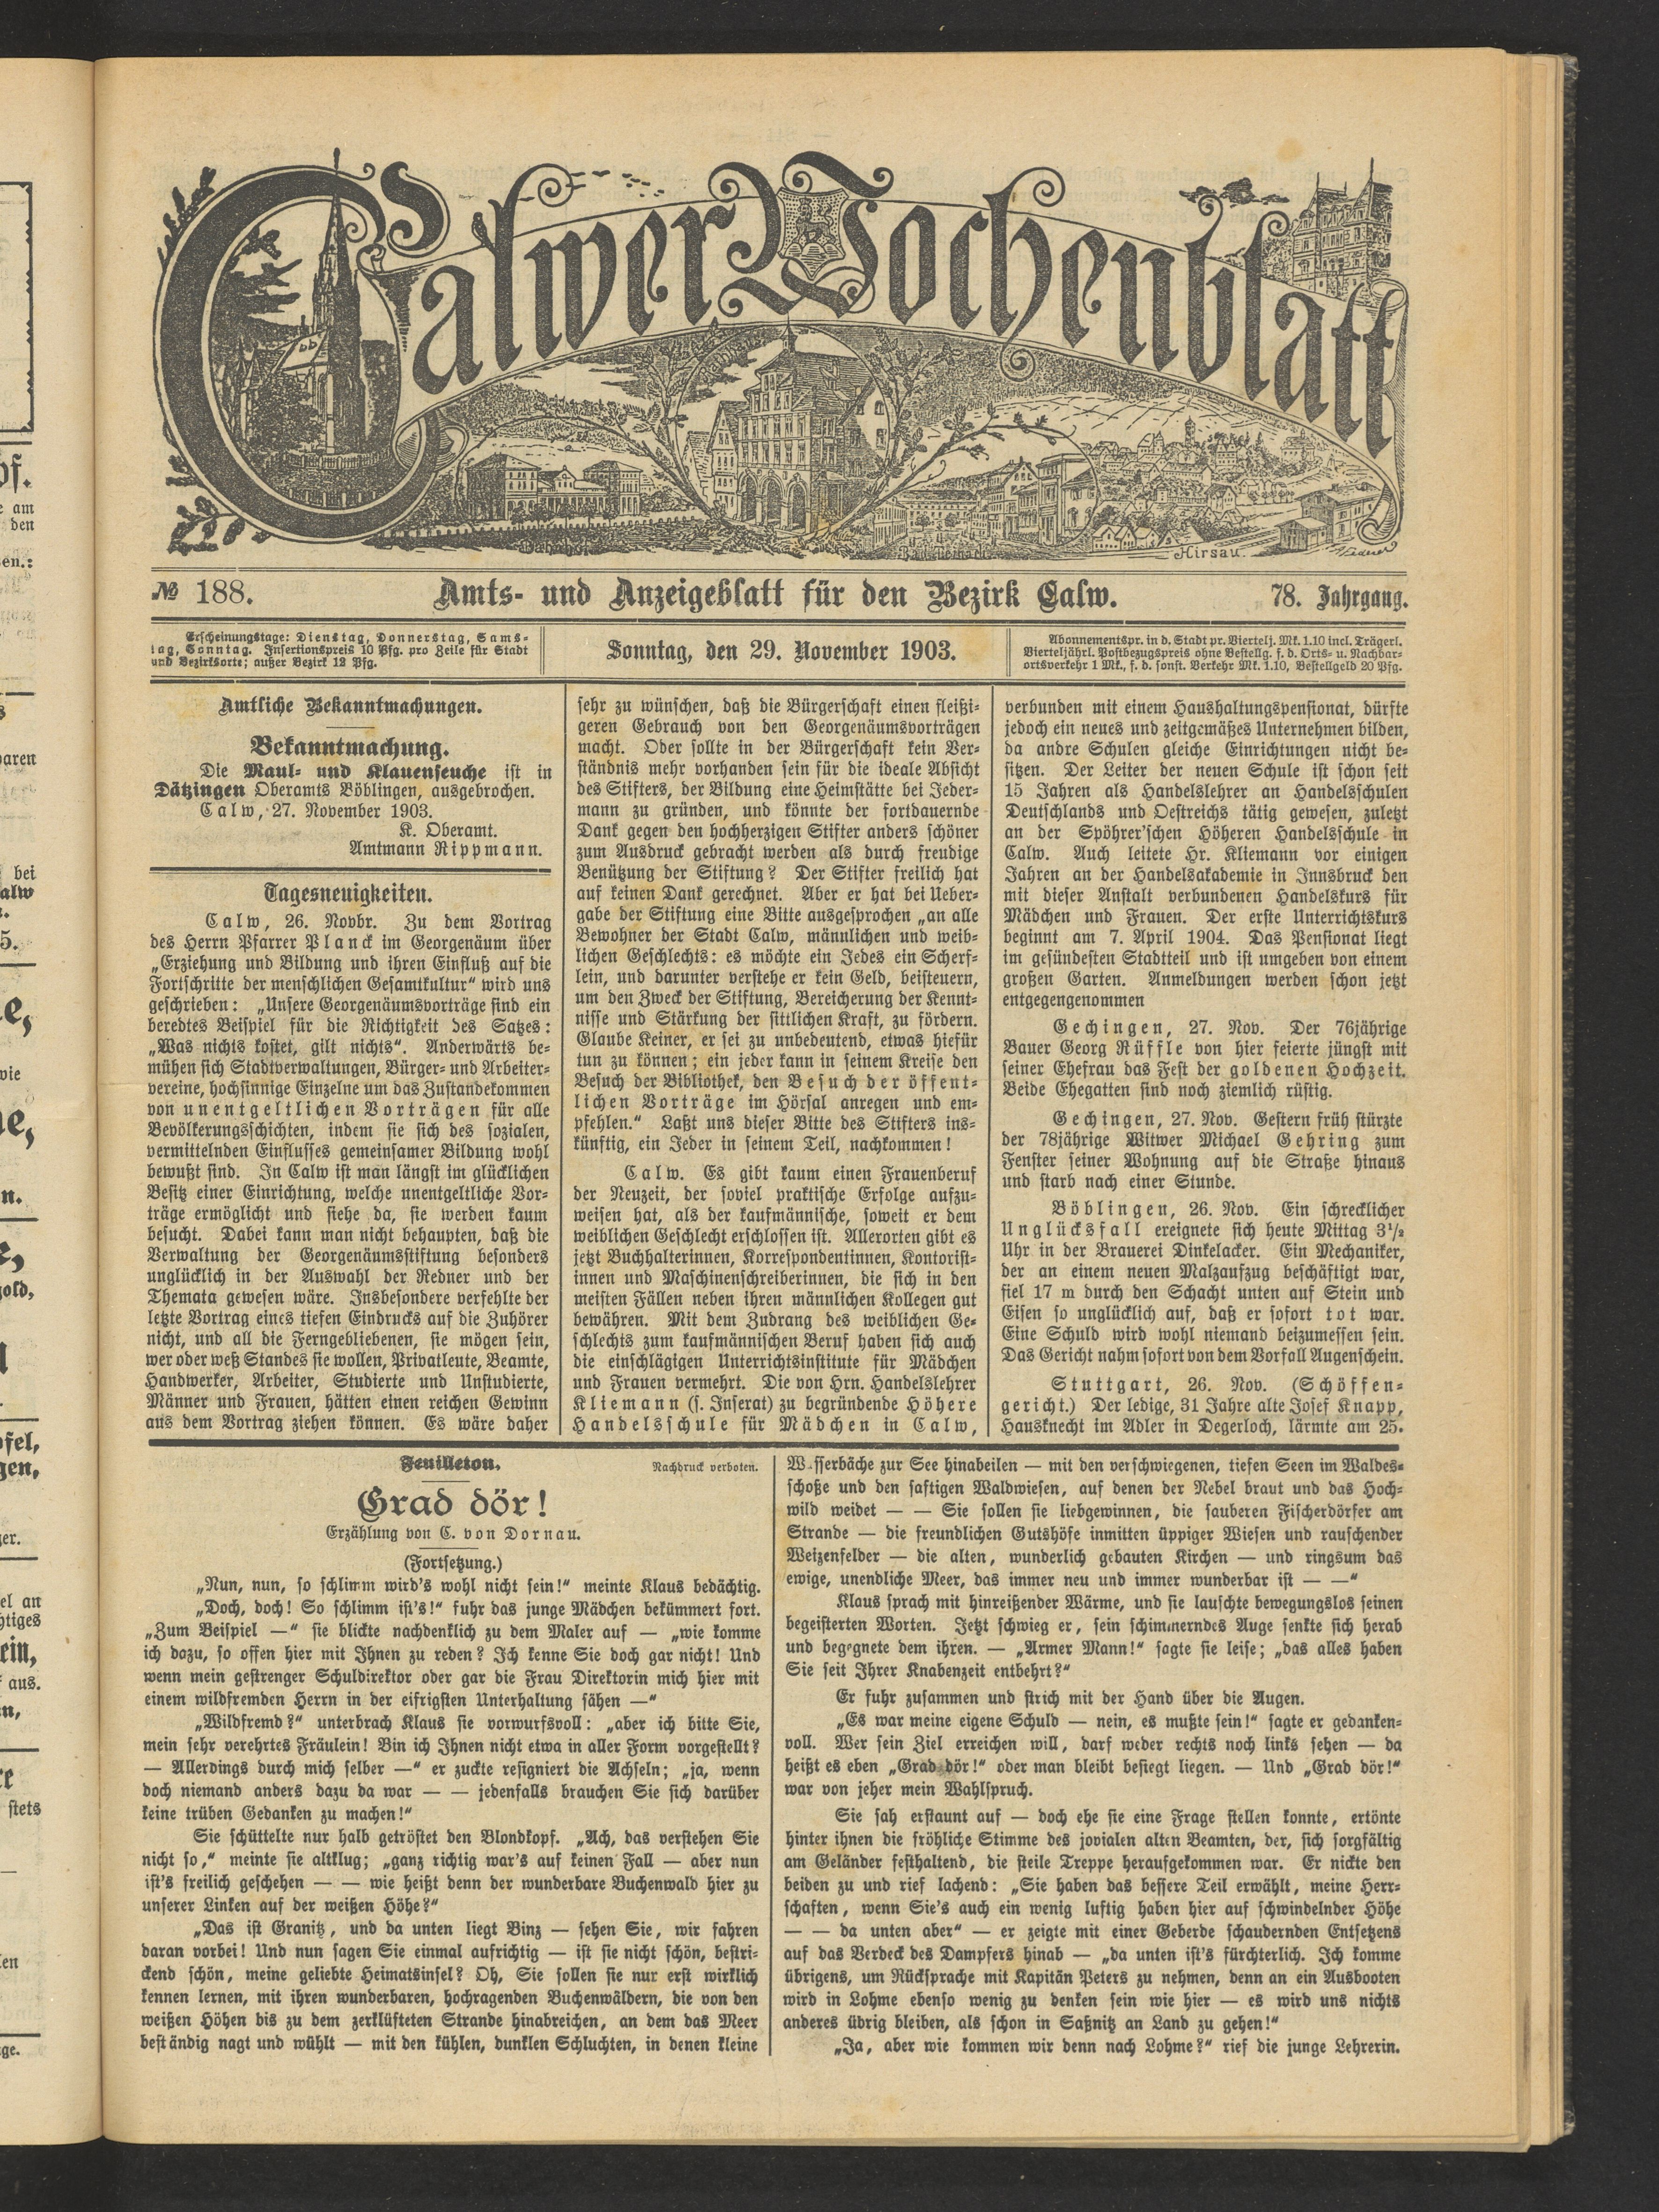 Calwer Wochenblatt
Bad Teinach
Hirsau.
№ 188.
Amts- und Anzeigeblatt für den Bezirk Calw.
78. Jahrgang.
Erscheinungstage: Dienstag, Donnerstag, Sams-
tag, Sonntag. Insertionspreis 10 Pfg. pro Zeile für Stadt
und Bezirksorte; außer Bezirk 12 Pfg.
Sonntag, den 29. November 1903.
Abonnementspr. in d. Stadt pr. Viertelj. Mk. 1.10 incl. Trägerl.
Vierteljährl. Postbezugspreis ohne Bestellg. f. d. Orts- u. Nachbar-
ortsverkehr 1 Mk., f. d. sonst. Verkehr Mk. 1.10, Bestellgeld 20 Pfg.
Amtliche Bekanntmachungen.
Bekanntmachung.
Die Maul- und Klauenseuche ist in
Dätzingen Oberamts Böblingen, ausgebrochen.
Calw, 27. November 1903.
K. Oberamt.
Amtmann Rippmann.
Tagesneuigkeiten.
Calw, 26. Novbr. Zu dem Vortrag
des Herrn Pfarrer Planck im Georgenäum über
„Erziehung und Bildung und ihren Einfluß auf die
Fortschritte der menschlichen Gesamtkultur“ wird uns
geschrieben: „Unsere Georgenäumsvorträge sind ein
beredtes Beispiel für die Richtigkeit des Satzes:
„Was nichts kostet, gilt nichts“. Anderwärts be-
mühen sich Stadtverwaltungen, Bürger- und Arbeiter-
vereine, hochsinnige Einzelne um das Zustandekommen
von unentgeltlichen Vorträgen für alle
Bevölkerungsschichten, indem sie sich des sozialen,
vermittelnden Einflusses gemeinsamer Bildung wohl
bewußt sind. In Calw ist man längst im glücklichen
Besitz einer Einrichtung, welche unentgeltliche Vor-
träge ermöglicht und siehe da, sie werden kaum
besucht. Dabei kann man nicht behaupten, daß die
Verwaltung der Georgenäumsstiftung besonders
unglücklich in der Auswahl der Redner und der
Themata gewesen wäre. Insbesondere verfehlte der
letzte Vortrag eines tiefen Eindrucks auf die Zuhörer
nicht, und all die Ferngebliebenen, sie mögen sein,
wer oder weß Standes sie wollen, Privatleute, Beamte,
Handwerker, Arbeiter, Studierte und Unstudierte,
Männer und Frauen, hätten einen reichen Gewinn
aus dem Vortrag ziehen können. Es wäre daher
sehr zu wünschen, daß die Bürgerschaft einen fleißi-
geren Gebrauch von den Georgenäumsvorträgen
macht. Ober sollte in der Bürgerschaft kein Ver-
ständnis mehr vorhanden sein für die ideale Absicht
des Stifters, der Bildung eine Heimstätte bei Jeder-
mann zu gründen, und könnte der fortdauernde
Dank gegen den hochherzigen Stifter anders schöner
zum Ausdruck gebracht werden als durch freudige
Benützung der Stiftung? Der Stifter freilich hat
auf keinen Dank gerechnet. Aber er hat bei Ueber-
gabe der Stiftung eine Bitte ausgesprochen „an alle
Bewohner der Stadt Calw, männlichen und weib-
lichen Geschlechts: es möchte ein Jedes ein Scherf-
lein, und darunter verstehe er kein Geld, beisteuern,
um den Zweck der Stiftung, Bereicherung der Kennt-
nisse und Stärkung der sittlichen Kraft, zu fördern.
Glaube Keiner, er sei zu unbedeutend, etwas hiefür
tun zu können; ein jeder kann in seinem Kreise den
Besuch der Bibliothek, den Besuch der öffent-
lichen Vorträge im Hörsal anregen und em-
pfehlen.“ Laßt uns dieser Bitte des Stifters ins-
künftig, ein Jeder in seinem Teil, nachkommen!
Calw. Es gibt kaum einen Frauenberuf
der Neuzeit, der soviel praktische Erfolge aufzu-
weisen hat, als der kaufmännische, soweit er dem
weiblichen Geschlecht erschlossen ist. Allerorten gibt es
jetzt Buchhalterinnen, Korrespondentinnen, Kontorist-
innen und Maschinenschreiberinnen, die sich in den
meisten Fällen neben ihren männlichen Kollegen gut
bewähren. Mit dem Zudrang des weiblichen Ge-
schlechts zum kaufmännischen Beruf haben sich auch
die einschlägigen Unterrichtsinstitute für Mädchen
und Frauen vermehrt. Die von Hrn. Handelslehrer
Kliemann (s. Inserat) zu begründende Höhere
Handelsschule für Mädchen in Calw,
verbunden mit einem Haushaltungspensionat, dürfte
jedoch ein neues und zeitgemäßes Unternehmen bilden,
da andre Schulen gleiche Einrichtungen nicht be-
sitzen. Der Leiter der neuen Schule ist schon seit
15 Jahren als Handelslehrer an Handelsschulen
Deutschlands und Oestreichs tätig gewesen, zuletzt
an der Spöhrer'schen Höheren Handelsschule in
Calw. Auch leitete Hr. Kliemann vor einigen
Jahren an der Handelsakademie in Innsbruck den
mit dieser Anstalt verbundenen Handelskurs für
Mädchen und Frauen. Der erste Unterrichtskurs
beginnt am 7. April 1904. Das Pensionat liegt
im gesündesten Stadtteil und ist umgeben von einem
großen Garten. Anmeldungen werden schon jetzt
entgegengenommen
Gechingen, 27. Nov. Der 76jährige
Bauer Georg Rüffle von hier feierte jüngst mit
seiner Ehefrau das Fest der goldenen Hochzeit.
Beide Ehegatten sind noch ziemlich rüstig.
Gechingen, 27. Nov. Gestern früh stürzte
der 78jährige Witwer Michael Gehring zum
Fenster seiner Wohnung auf die Straße hinaus
und starb nach einer Stunde.
Böblingen, 26. Nov. Ein schrecklicher
Unglücksfall ereignete sich heute Mittag 3½
Uhr in der Brauerei Dinkelacker. Ein Mechaniker,
der an einem neuen Malzaufzug beschäftigt war,
fiel 17 m durch den Schacht unten auf Stein und
Eisen so unglücklich auf, daß er sofort tot war.
Eine Schuld wird wohl niemand beizumessen sein.
Das Gericht nahm sofort von dem Vorfall Augenschein.
Stuttgart, 26. Nov. (Schöffen-
gericht.) Der ledige, 31 Jahre alte Josef Knapp,
Hausknecht im Adler in Degerloch, lärmte am 25.
Feuilleton.
Nachdruck verboten.
Grad dör!
Erzählung von C. von Dornau.
(Fortsetzung.)
„Nun, nun, so schlimm wird's wohl nicht sein!“ meinte Klaus bedächtig.
„Doch, doch! So schlimm ist's!“ fuhr das junge Mädchen bekümmert fort.
„Zum Beispiel —“ sie blickte nachdenklich zu dem Maler auf — „wie komme
ich dazu, so offen hier mit Ihnen zu reden? Ich kenne Sie doch gar nicht! Und
wenn mein gestrenger Schuldirektor oder gar die Frau Direktorin mich hier mit
einem wildfremden Herrn in der eifrigsten Unterhaltung sähen —“
„Wildfremd?“ unterbrach Klaus sie vorwurfsvoll: „aber ich bitte Sie,
mein sehr verehrtes Fräulein! Bin ich Ihnen nicht etwa in aller Form vorgestellt?
— Allerdings durch mich selber —“ er zuckte resigniert die Achseln; „ja, wenn
doch niemand anders dazu da war — — jedenfalls brauchen Sie sich darüber
keine trüben Gedanken zu machen!“
Sie schüttelte nur halb getröstet den Blondkopf. „Ach, das verstehen Sie
nicht so,“ meinte sie altklug; „ganz richtig war's auf keinen Fall — aber nun
ist's freilich geschehen — — wie heißt denn der wunderbare Buchenwald hier zu
unserer Linken auf der weißen Höhe?“
„Das ist Granitz, und da unten liegt Binz — sehen Sie, wir fahren
daran vorbei! Und nun sagen Sie einmal aufrichtig — ist sie nicht schön, bestri-
ckend schön, meine geliebte Heimatsinsel? Oh, Sie sollen sie nur erst wirklich
kennen lernen, mit ihren wunderbaren, hochragenden Buchenwäldern, die von den
weißen Höhen bis zu dem zerklüfteten Strande hinabreichen, an dem das Meer
beständig nagt und wühlt — mit den kühlen, dunklen Schluchten, in denen kleine
Wasserbäche zur See hinabeilen — mit den verschwiegenen, tiefen Seen im Waldes-
schoße und den saftigen Waldwiesen, auf denen der Nebel braut und das Hoch-
wild weidet — — Sie sollen sie liebgewinnen, die sauberen Fischerdörfer am
Strande — die freundlichen Gutshöfe inmitten üppiger Wiesen und rauschender
Weizenfelder — die alten, wunderlich gebauten Kirchen — und ringsum das
ewige, unendliche Meer, das immer neu und immer wunderbar ist — —“
Klaus sprach mit hinreißender Wärme, und sie lauschte bewegungslos seinen
begeisterten Worten. Jetzt schwieg er, sein schimmerndes Auge senkte sich herab
und begegnete dem ihren. — „Armer Mann!“ sagte sie leise; „das alles haben
Sie seit Ihrer Knabenzeit entbehrt?“
Er fuhr zusammen und strich mit der Hand über die Augen.
„Es war meine eigene Schuld — nein, es mußte sein!“ sagte er gedanken-
voll. Wer sein Ziel erreichen will, darf weder rechts noch links sehen — da
heißt es eben „Grad dör!“ oder man bleibt besiegt liegen. — Und „Grad dör!“
war von jeher mein Wahlspruch.
Sie sah erstaunt auf — doch ehe sie eine Frage stellen konnte, ertönte
hinter ihnen die fröhliche Stimme des jovialen alten Beamten, der, sich sorgfältig
am Geländer festhaltend, die steile Treppe heraufgekommen war. Er nickte den
beiden zu und rief lachend: „Sie haben das bessere Teil erwählt, meine Herr-
schaften, wenn Sie's auch ein wenig luftig haben hier auf schwindelnder Höhe
— — da unten aber“ — er zeigte mit einer Geberde schaudernden Entsetzens
auf das Verdeck des Dampfers hinab — „da unten ist's fürchterlich. Ich komme
übrigens, um Rücksprache mit Kapitän Peters zu nehmen, denn an ein Ausbooten
wird in Lohme ebenso wenig zu denken sein wie hier — es wird uns nichts
anderes übrig bleiben, als schon in Saßnitz an Land zu gehen!“
„Ja, aber wie kommen wir denn nach Lohme?“ rief die junge Lehrerin.